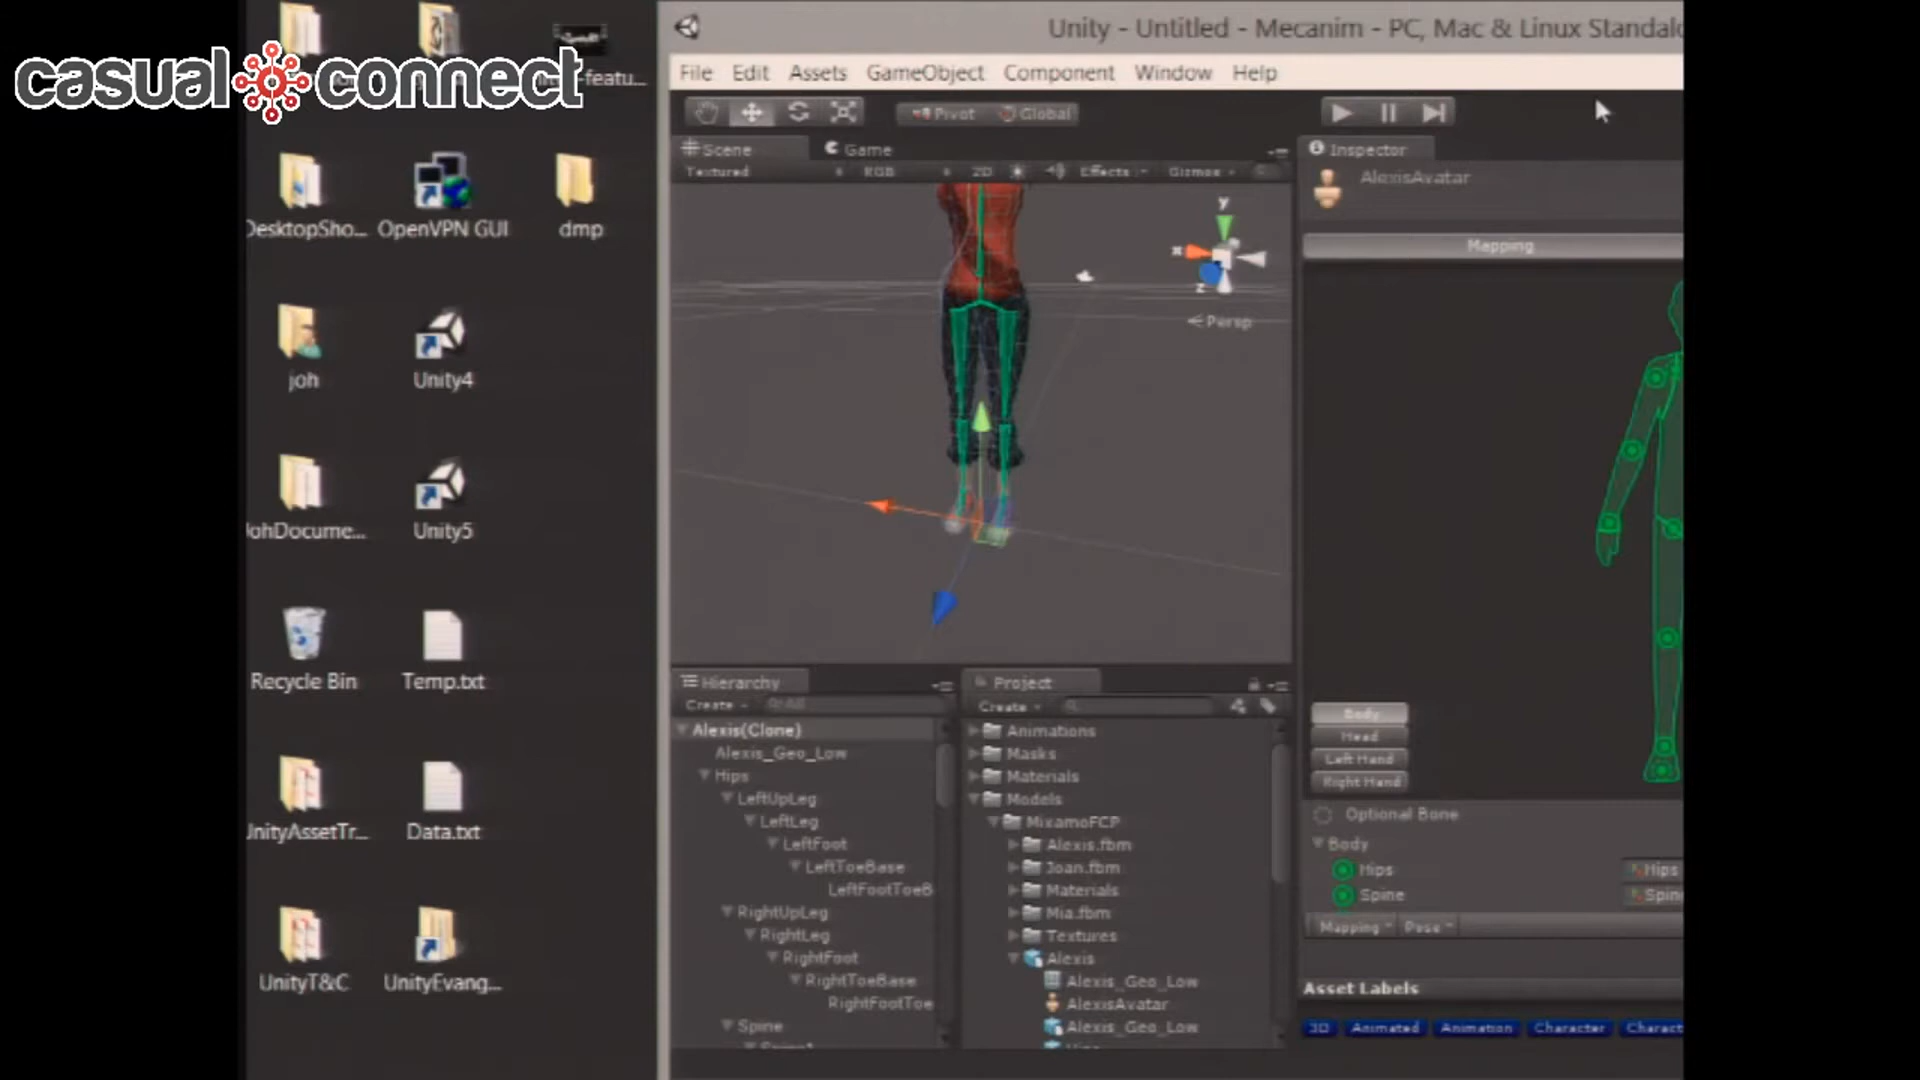 casual connect
featu...
DesktopSho...
OpenVPN GUI
dmp
joh
Unity4
JohDocume...
Unity5
Recycle Bin
Temp.txt
UnityAssetTr...
Data.txt
UnityT&C
UnityEvang...
Unity - Untitled - Mecanim - PC, Mac & Linux Standalo
File Edit Assets GameObject Component Window Help
Pivot Global
Scene Game
Textured RGB 2D Effects Gizmos
y
x
z
Persp
Inspector
AlexisAvatar
Mapping
Body
Head
Left Hand
Right Hand
Optional Bone
Body
Hips Hips
Spine Spin
Mapping Pose
Asset Labels
3D Animated Animation Character Charact
Hierarchy
Create All
Alexis(Clone)
Alexis_Geo_Low
Hips
LeftUpLeg
LeftLeg
LeftFoot
LeftToeBase
LeftFootToeB
RightUpLeg
RightLeg
RightFoot
RightToeBase
RightFootToe
Spine
Spine1
Project
Create
Animations
Masks
Materials
Models
MixamoFCP
Alexis.fbm
Joan.fbm
Materials
Mia.fbm
Textures
Alexis
Alexis_Geo_Low
AlexisAvatar
Alexis_Geo_Low